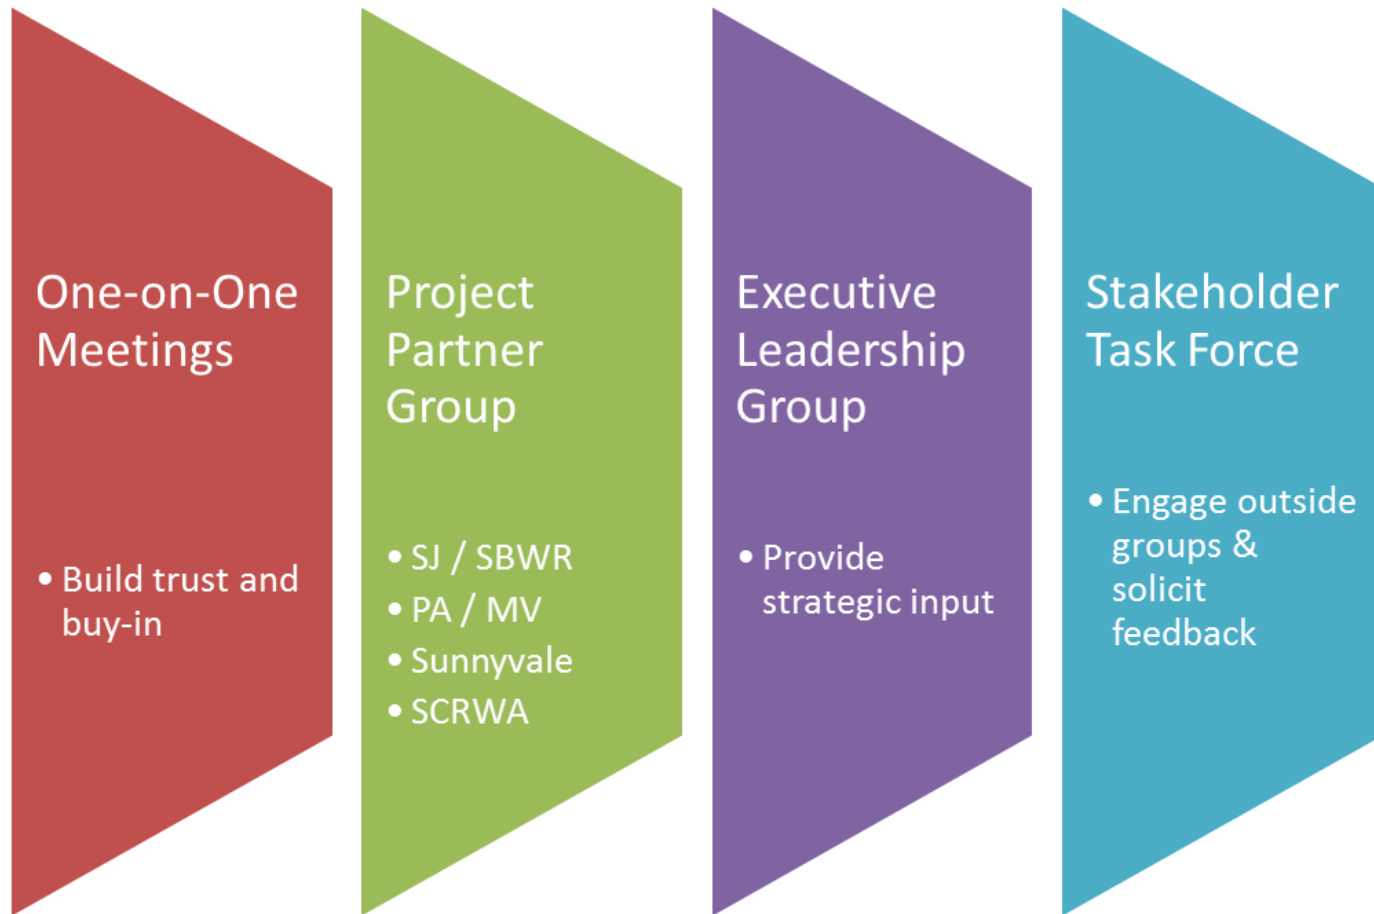 One-on-One
Meetings
• Build trust and
buy-in
Project
Partner
Group
• SJ / SBWR
• PA / MV
• Sunnyvale
• SCRWA
Executive
Leadership
Group
• Provide
strategic input
Stakeholder
Task Force
• Engage outside
groups &
solicit
feedback